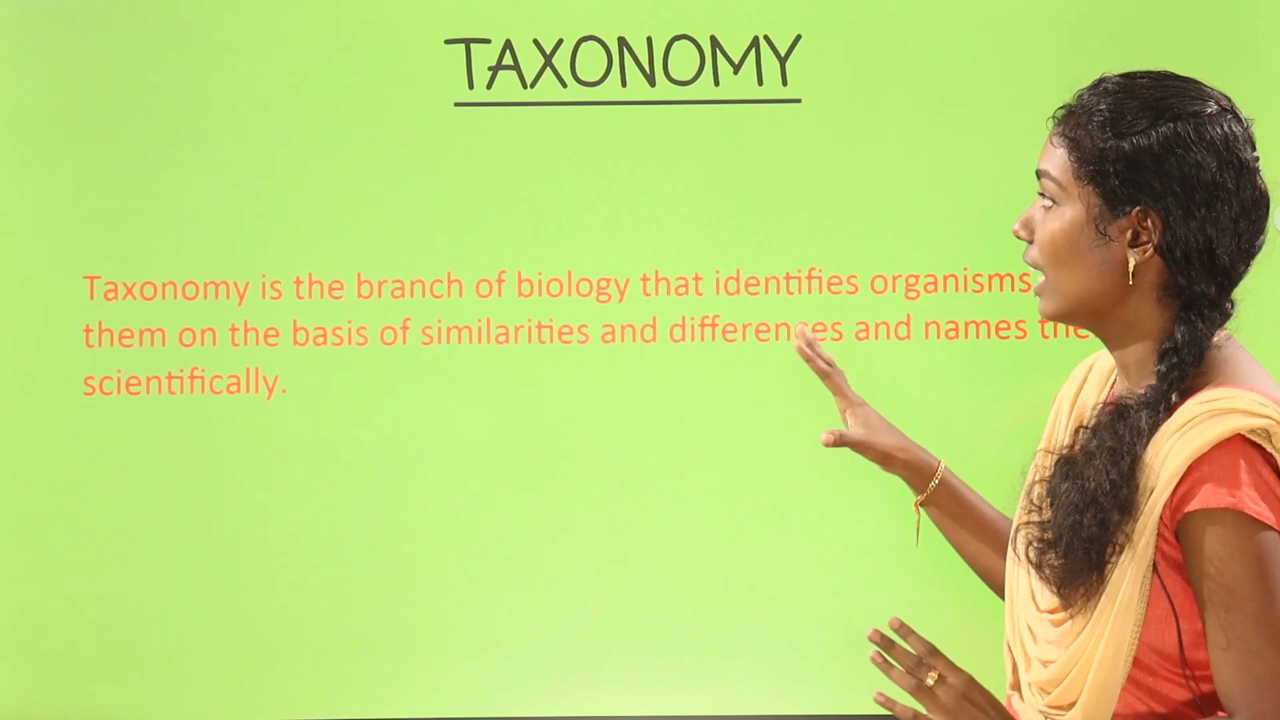 TAXONOMY
Taxonomy is the branch of biology that identifies organisms
them on the basis of similarities and differences and names
scientifically.